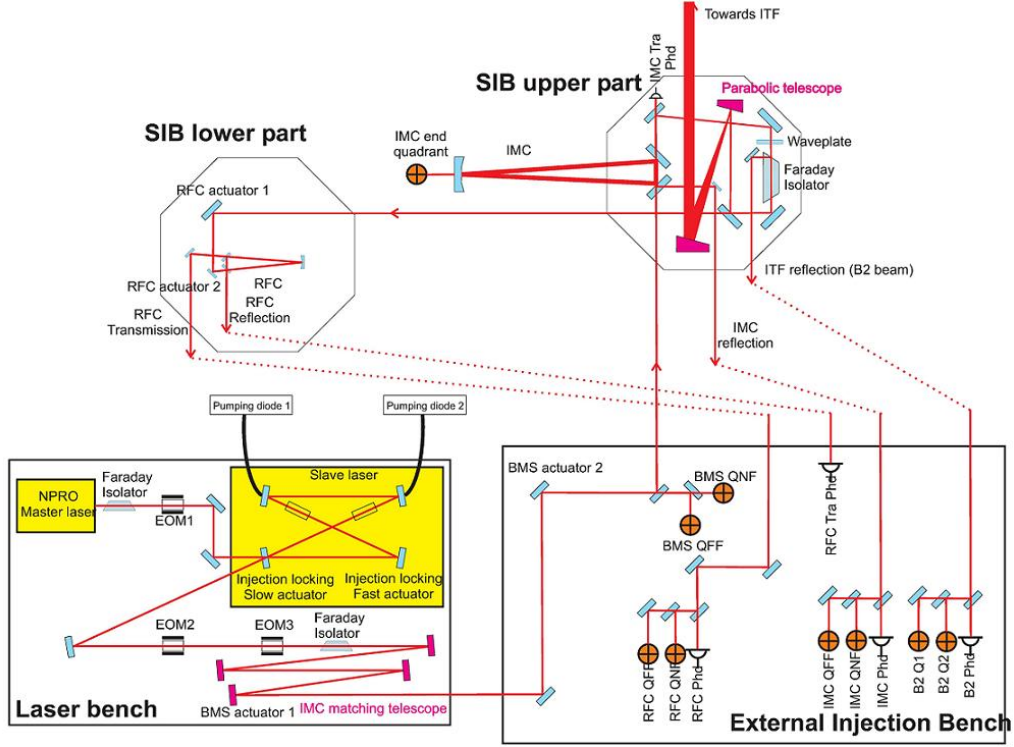 Towards ITF
IMC Tra
Phd
SIB upper part
Parabolic telescope
SIB lower part
IMC end
quadrant
IMC
Waveplate
Faraday
Isolator
RFC actuator 1
ITF reflection (B2 beam)
RFC actuator 2
RFC
RFC
Reflection
RFC
Transmission
IMC
reflection
Pumping diode 1
Pumping diode 2
BMS actuator 2
Slave laser
Faraday
Isolator
NPRO
Master laser
EOM1
BMS QNF
BMS QFF
RFC Tra Phd
Injection locking
Slow actuator
Injection locking
Fast actuator
EOM2
EOM3
Faraday
Isolator
RFC QFF
RFC QNF
RFC Phd
IMC QFF
IMC QNF
IMC Phd
B2 Q1
B2 Q2
B2 Phd
Laser bench
BMS actuator 1
IMC matching telescope
External Injection Bench